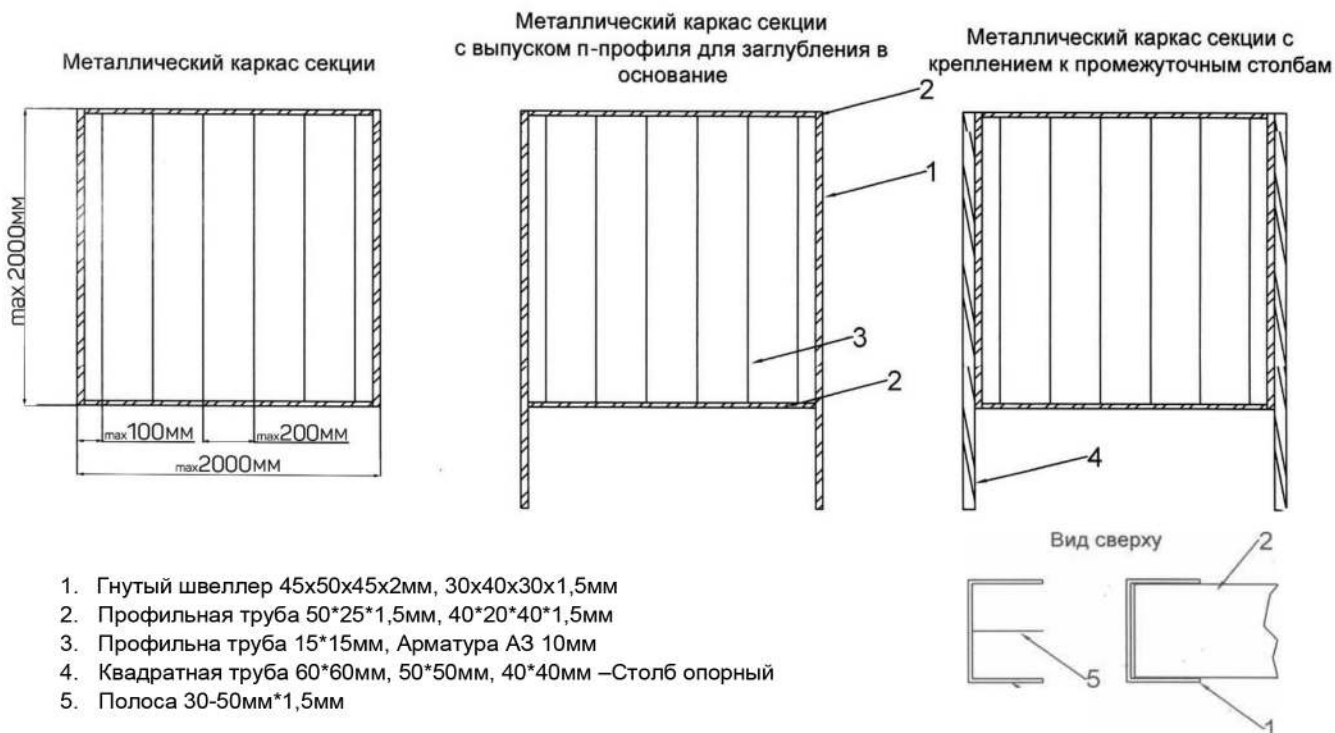 Металлический каркас секции
Металлический каркас секции
с выпуском п-профиля для заглубления в
основание
Металлический каркас секции с
креплением к промежуточным столбам
2
1
3
2
4
max 2000мм
max100мм
max200мм
max2000мм
Вид сверху
2
5
1
1. Гнутый швеллер 45х50х45х2мм, 30х40х30х1,5мм
2. Профильная труба 50*25*1,5мм, 40*20*40*1,5мм
3. Профильна труба 15*15мм, Арматура А3 10мм
4. Квадратная труба 60*60мм, 50*50мм, 40*40мм –Столб опорный
5. Полоса 30-50мм*1,5мм